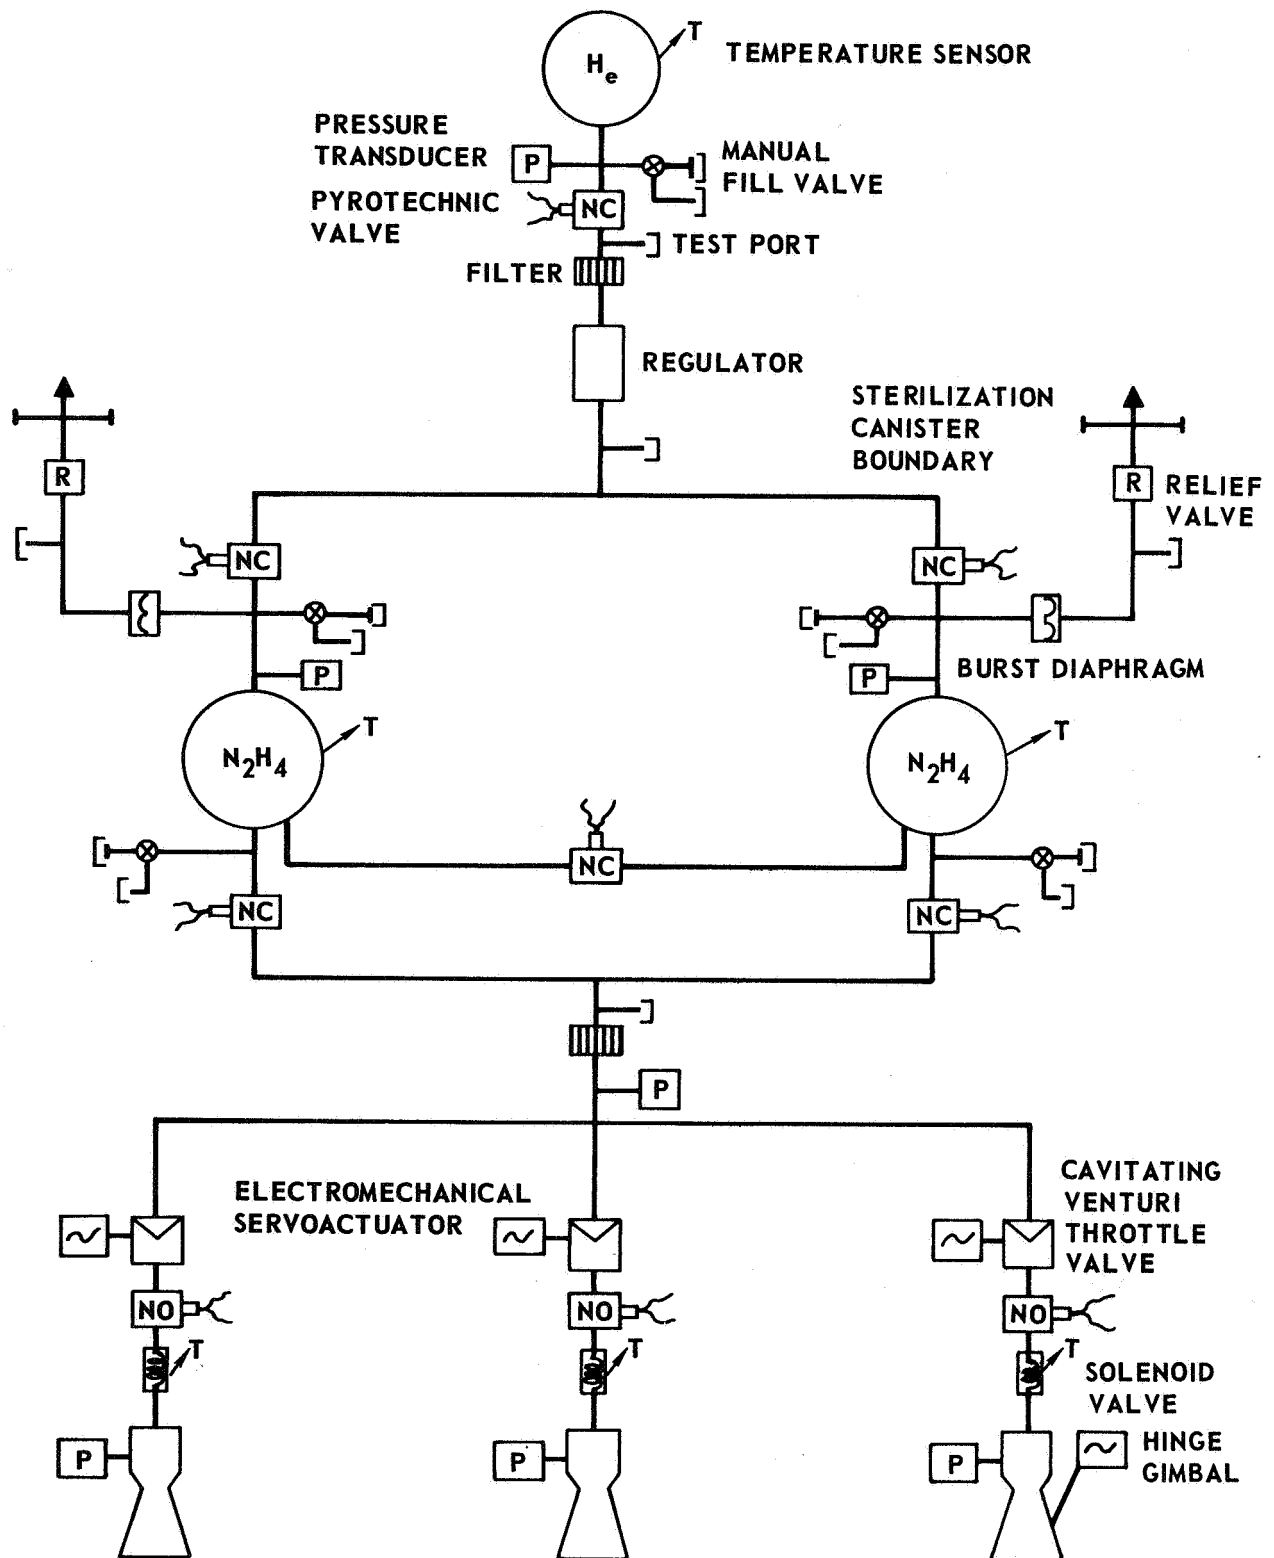 T
TEMPERATURE SENSOR
He
PRESSURE
TRANSDUCER
P
MANUAL
FILL VALVE
PYROTECHNIC
VALVE
NC
TEST PORT
FILTER
REGULATOR
STERILIZATION
CANISTER
BOUNDARY
R
R
RELIEF
VALVE
NC
NC
P
P
BURST DIAPHRAGM
T
T
N2H4
N2H4
NC
NC
NC
P
ELECTROMECHANICAL
SERVOACTUATOR
CAVITATING
VENTURI
THROTTLE
VALVE
NO
NO
NO
T
T
T
SOLENOID
VALVE
P
P
P
HINGE
GIMBAL